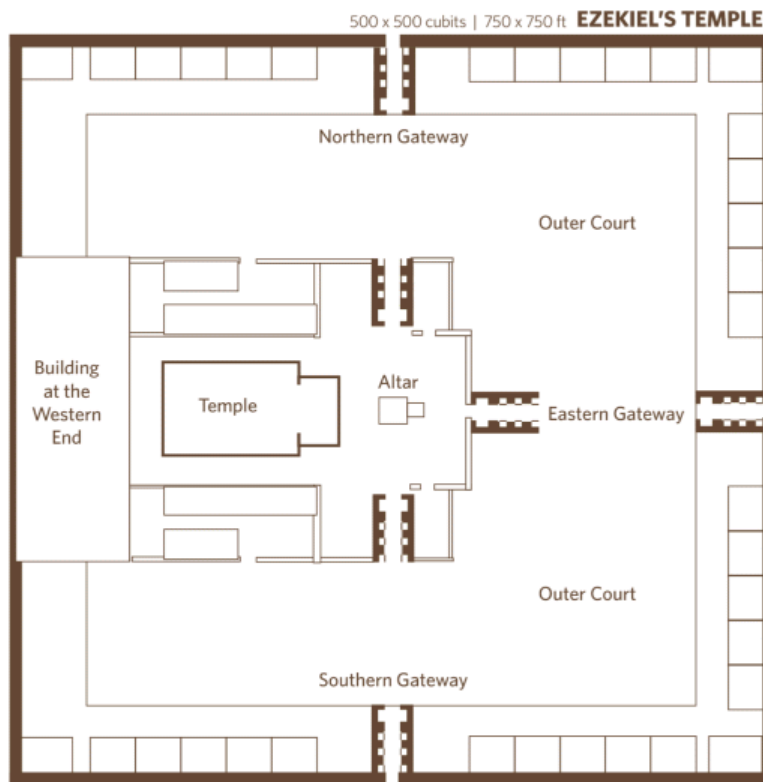 500 x 500 cubits | 750 x 750 ft EZEKIEL'S TEMPLE
Northern Gateway
Outer Court
Building
at the
Western
End
Temple
Altar
Eastern Gateway
Outer Court
Southern Gateway